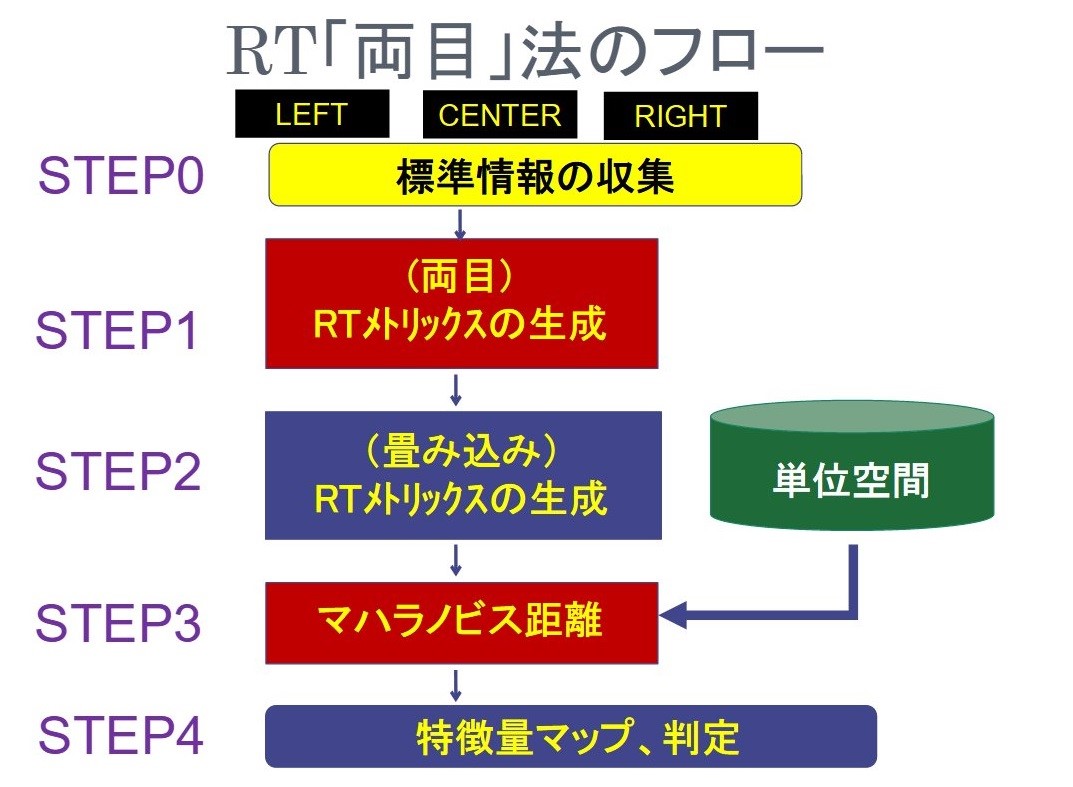 RT「両目」法のフロー
LEFT CENTER RIGHT
STEP0 標準情報の収集
（両目）
STEP1 RTﾒﾄﾘｯｸｽの生成
（畳み込み）
STEP2 RTﾒﾄﾘｯｸｽの生成
単位空間
STEP3 マハラノビス距離
STEP4 特徴量マップ、判定